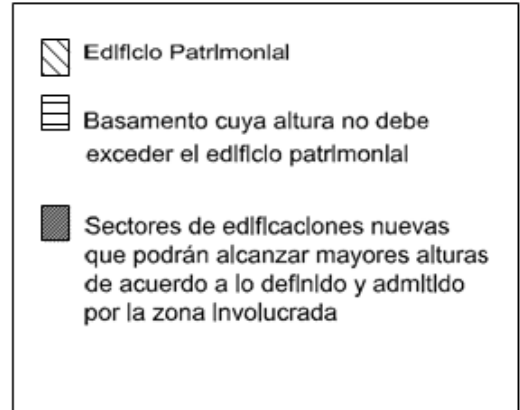 Edificio Patrimonial
Basamento cuya altura no debe
exceder el edificio patrimonial
Sectores de edificaciones nuevas
que podrán alcanzar mayores alturas
de acuerdo a lo definido y admitido
por la zona involucrada